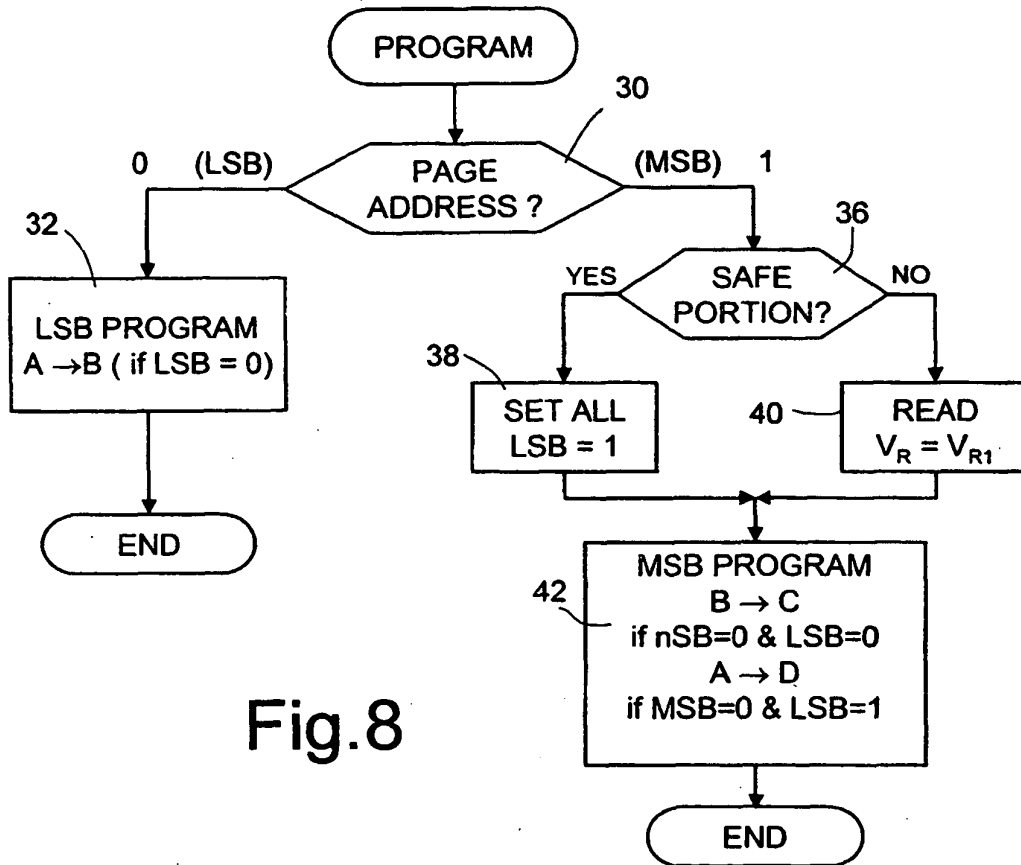 PROGRAM
30
0 (LSB)
PAGE
ADDRESS ?
(MSB) 1
32
LSB PROGRAM
A →B ( if LSB = 0)
END
36
YES
SAFE
PORTION?
NO
38
SET ALL
LSB = 1
40
READ
VR = VR1
42
MSB PROGRAM
B → C
if nSB=0 & LSB=0
A → D
if MSB=0 & LSB=1
END
Fig.8